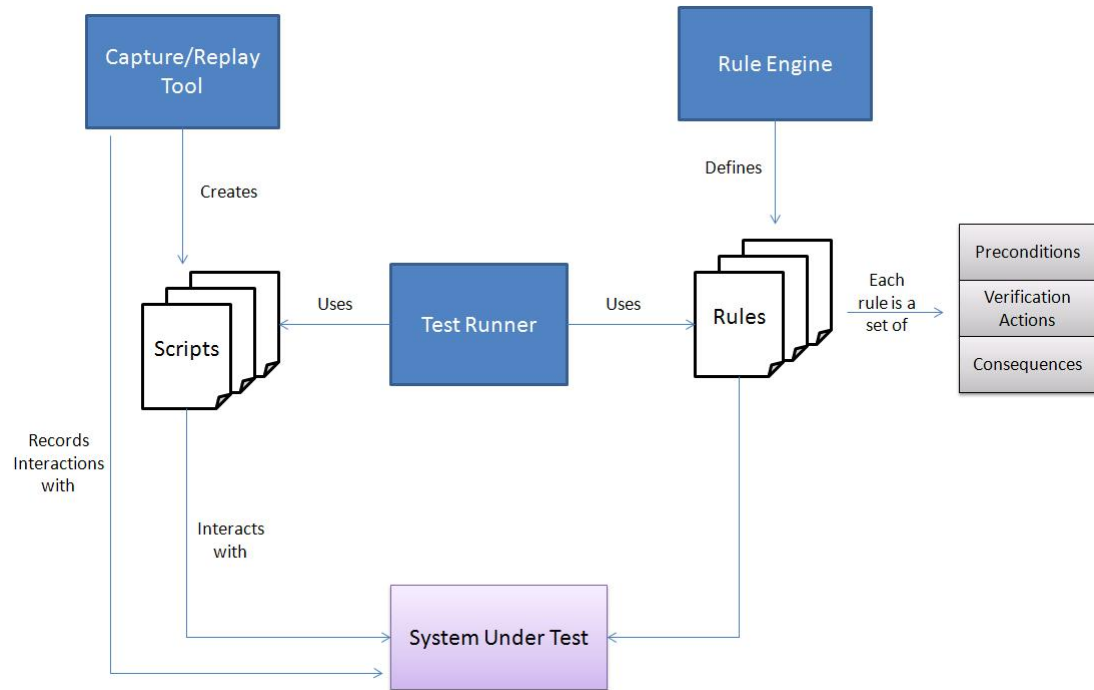 Capture/Replay
Tool
Rule Engine
Creates
Defines
Scripts
Uses
Test Runner
Uses
Rules
Each
rule is a
set of
Preconditions
Verification
Actions
Consequences
Records
Interactions
with
Interacts
with
System Under Test